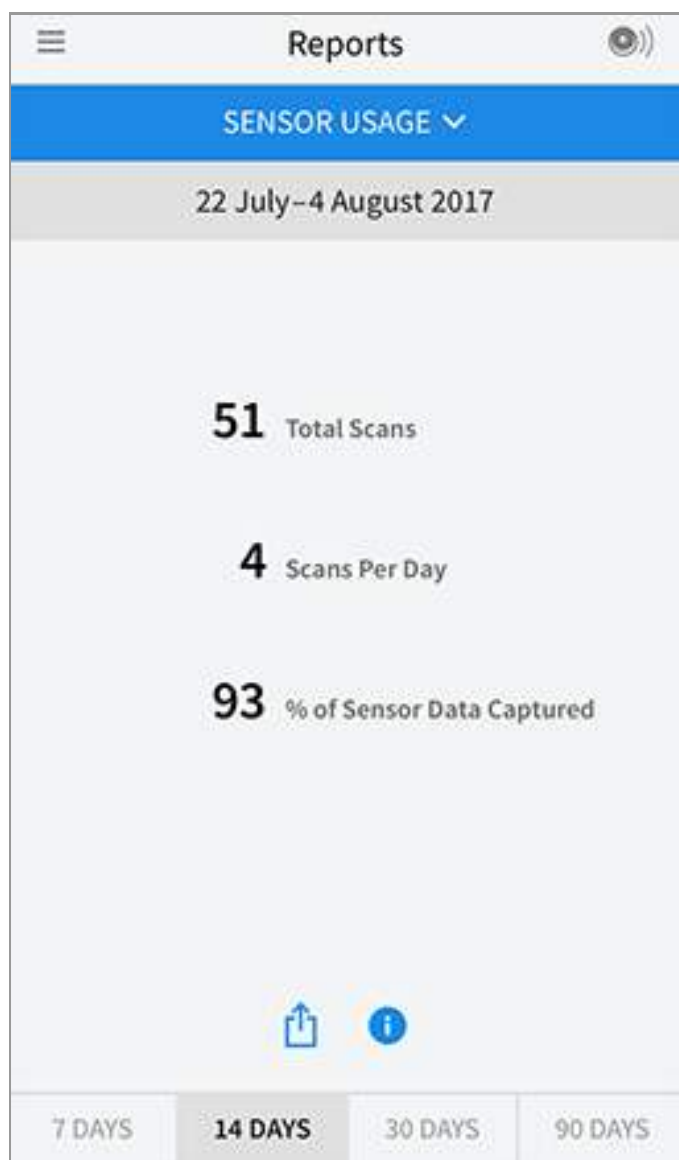 Reports
SENSOR USAGE
22 July–4 August 2017
51 Total Scans
4 Scans Per Day
93 % of Sensor Data Captured
7 DAYS 14 DAYS 30 DAYS 90 DAYS